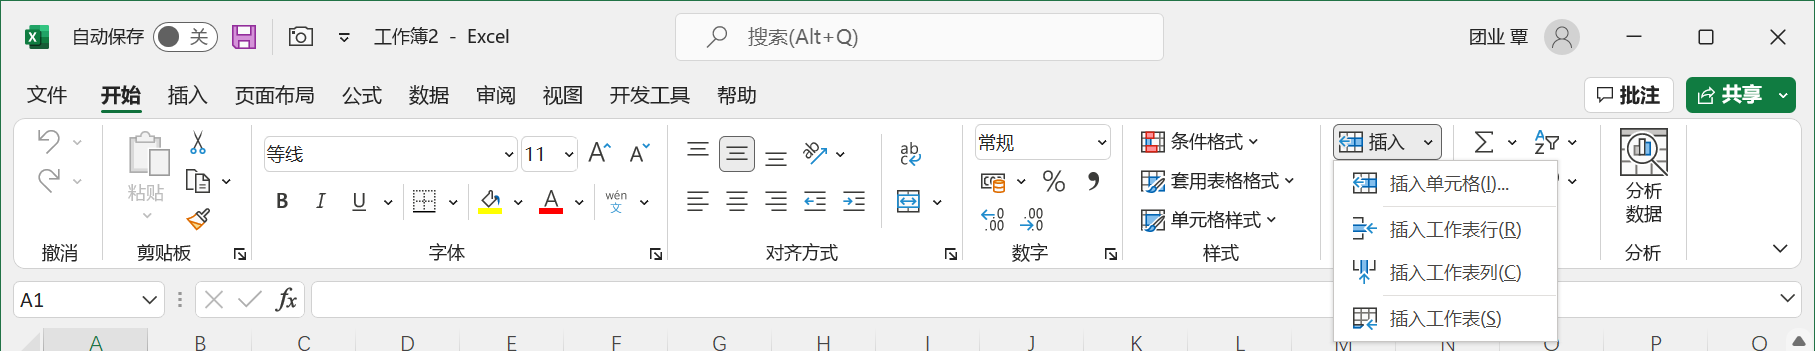 自动保存 关 工作簿2 - Excel 搜索(Alt+Q) 团业 覃
文件 开始 插入 页面布局 公式 数据 审阅 视图 开发工具 帮助 批注 共享
撤消
粘贴
剪贴板
等线 11
B I U A wén 文
字体
ab c
对齐方式
常规
% 
.00 .0
数字
条件格式
套用表格格式
单元格样式
样式
插入
插入单元格(I)...
插入工作表行(R)
插入工作表列(C)
插入工作表(S)
分析
数据
分析
A1 fx
A B C D E F G H I J K L M N O P Q